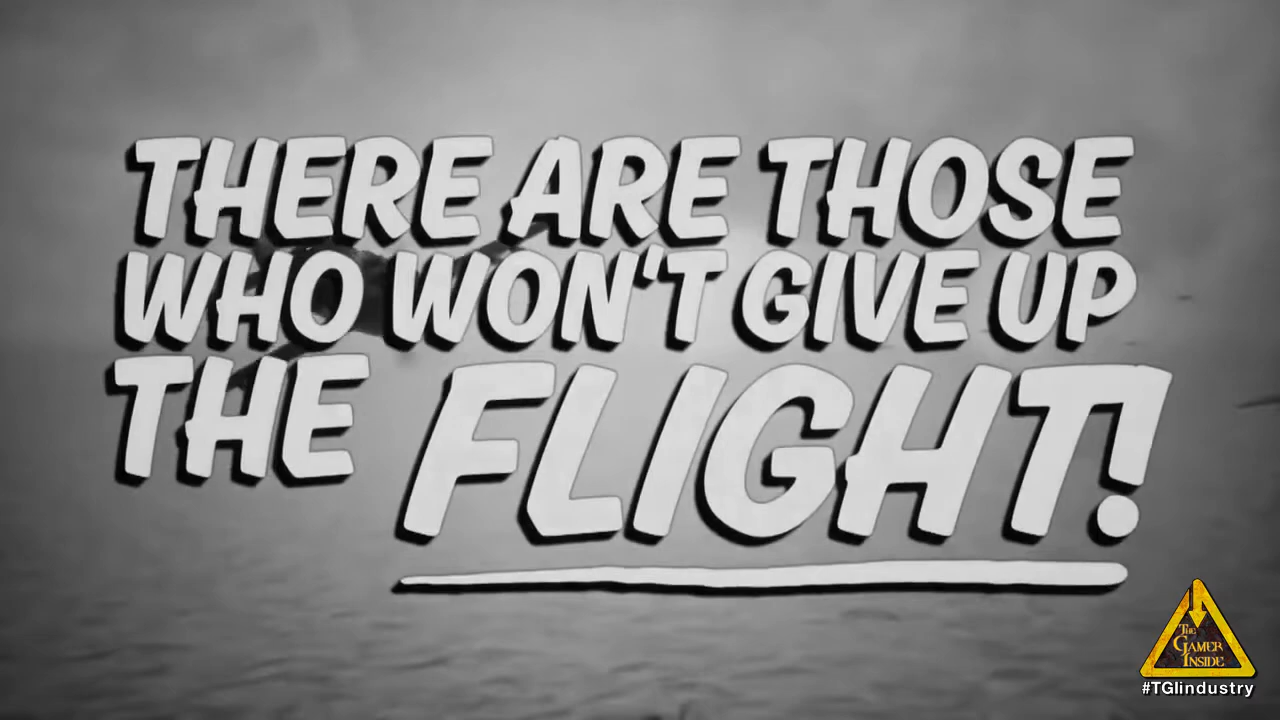 THERE ARE THOSE
WHO WON'T GIVE UP
THE FLIGHT!
THE
GAMER
INSIDE
#TGIindustry